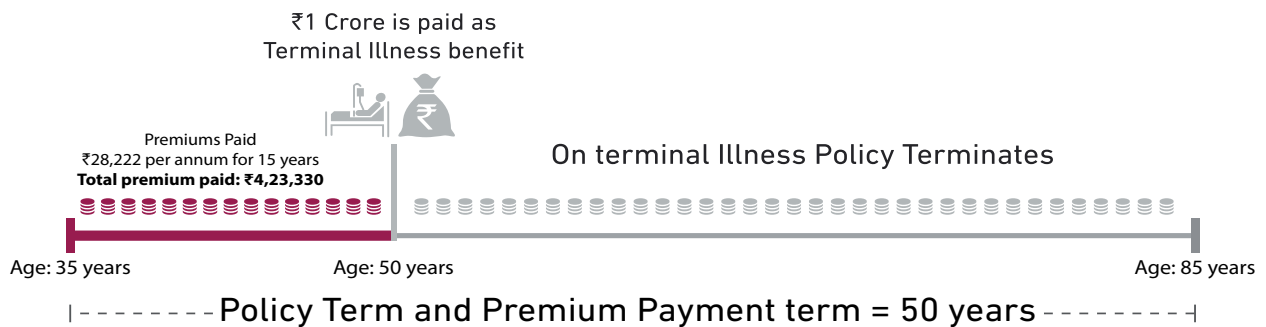 ₹1 Crore is paid as
Terminal Illness benefit
₹
Premiums Paid
₹28,222 per annum for 15 years
Total premium paid: ₹4,23,330
On terminal Illness Policy Terminates
Age: 35 years
Age: 50 years
Age: 85 years
Policy Term and Premium Payment term = 50 years